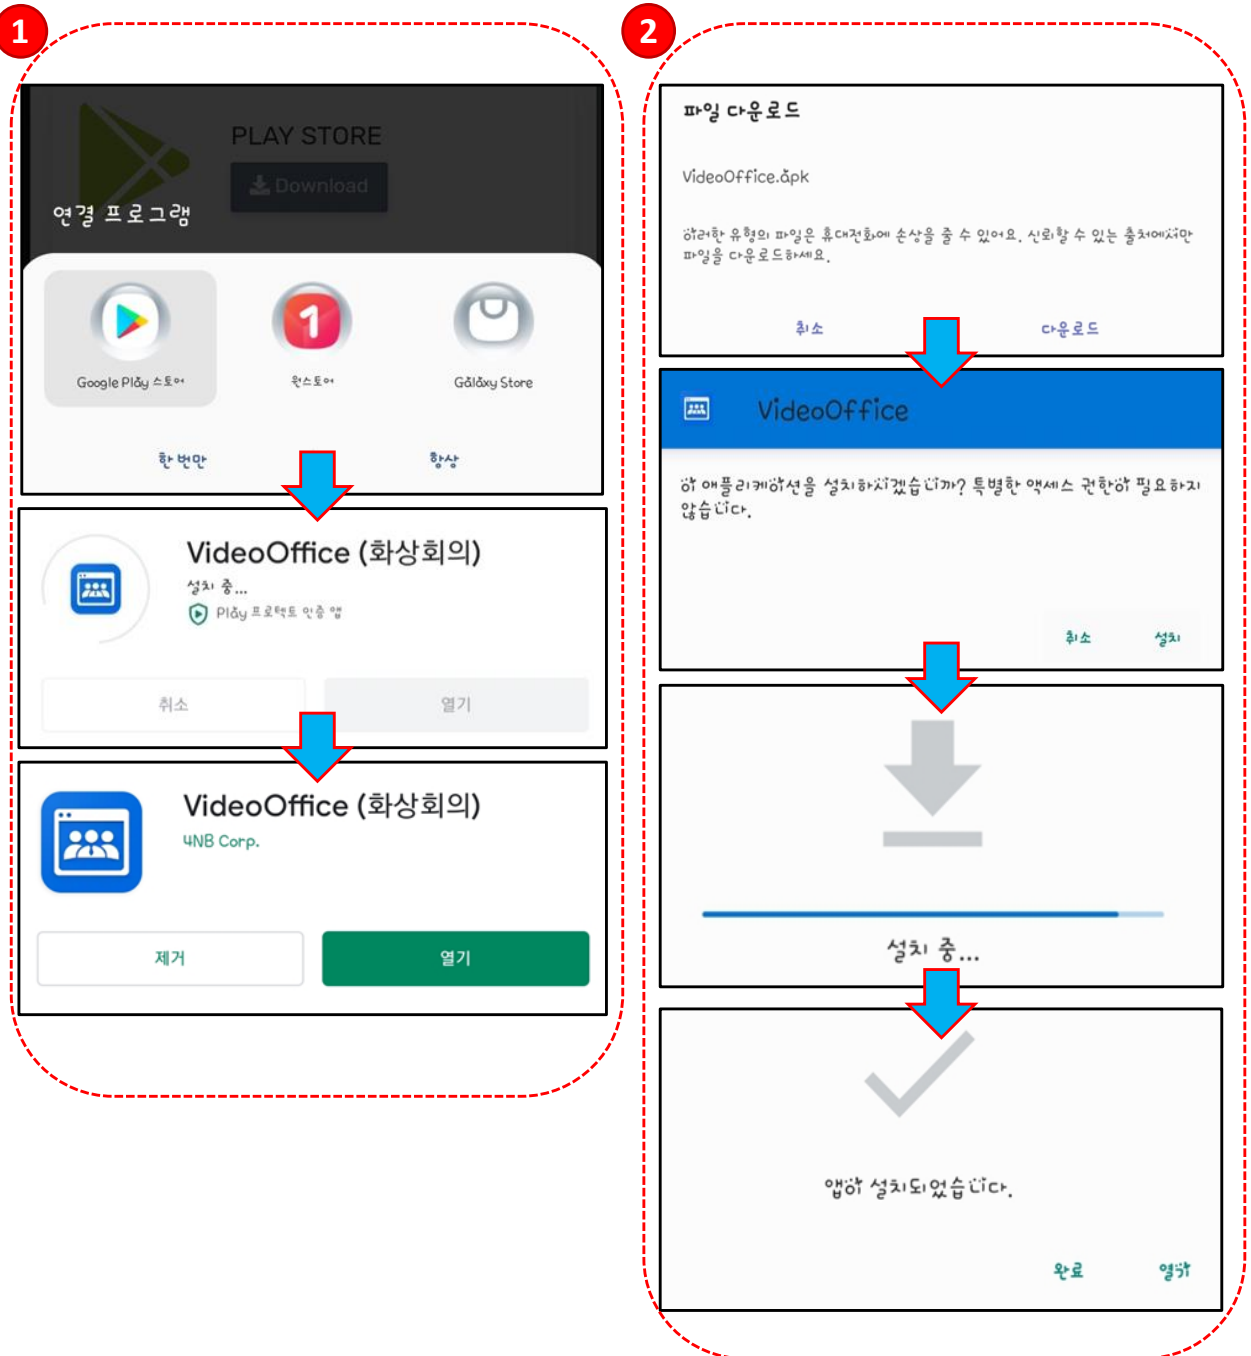 1
PLAY STORE
Download
연결 프로그램
Google Play 스토어
원스토어
Galaxy Store
한 번만
항상
VideoOffice (화상회의)
설치 중...
Play 프로텍트 인증 앱
취소
열기
VideoOffice (화상회의)
4NB Corp.
제거
열기
2
파일 다운로드
VideoOffice.apk
이러한 유형의 파일은 휴대전화에 손상을 줄 수 있어요. 신뢰할 수 있는 출처에서만
파일을 다운로드하세요.
취소
다운로드
VideoOffice
이 애플리케이션을 설치하시겠습니까? 특별한 액세스 권한이 필요하지
않습니다.
취소
설치
설치 중...
앱이 설치되었습니다.
완료
열기